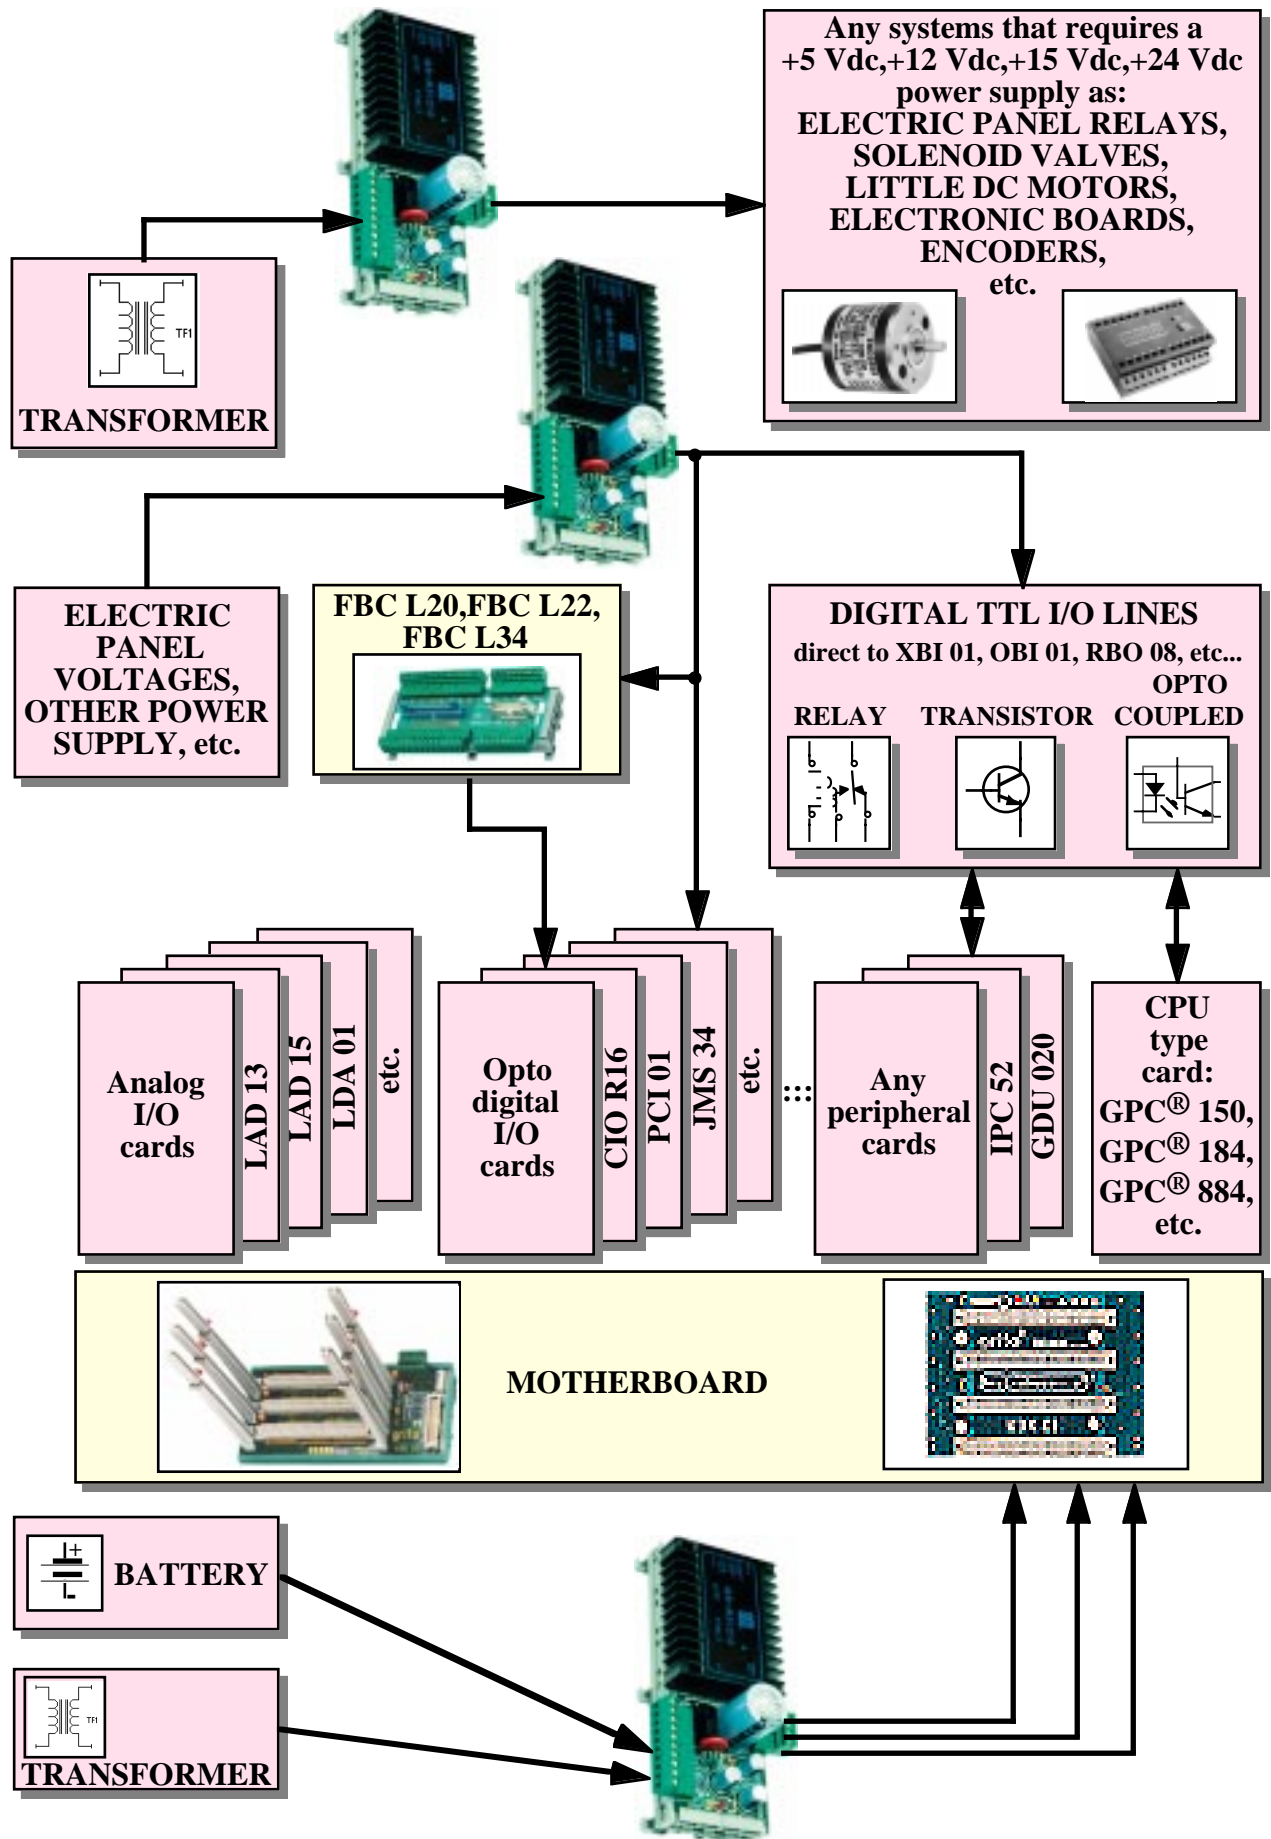 Any systems that requires a
+5 Vdc,+12 Vdc,+15 Vdc,+24 Vdc
power supply as:
ELECTRIC PANEL RELAYS,
SOLENOID VALVES,
LITTLE DC MOTORS,
ELECTRONIC BOARDS,
ENCODERS,
etc.
TF1
TRANSFORMER
ELECTRIC
PANEL
VOLTAGES,
OTHER POWER
SUPPLY, etc.
FBC L20,FBC L22,
FBC L34
DIGITAL TTL I/O LINES
direct to XBI 01, OBI 01, RBO 08, etc...
RELAY
TRANSISTOR
OPTO
COUPLED
Analog
I/O
cards
LAD 13
LAD 15
LDA 01
etc.
Opto
digital
I/O
cards
CIO R16
PCI 01
JMS 34
etc.
:::
Any
peripheral
cards
IPC 52
GDU 020
CPU
type
card:
GPC® 150,
GPC® 184,
GPC® 884,
etc.
MOTHERBOARD
+
-
BATTERY
TF1
TRANSFORMER